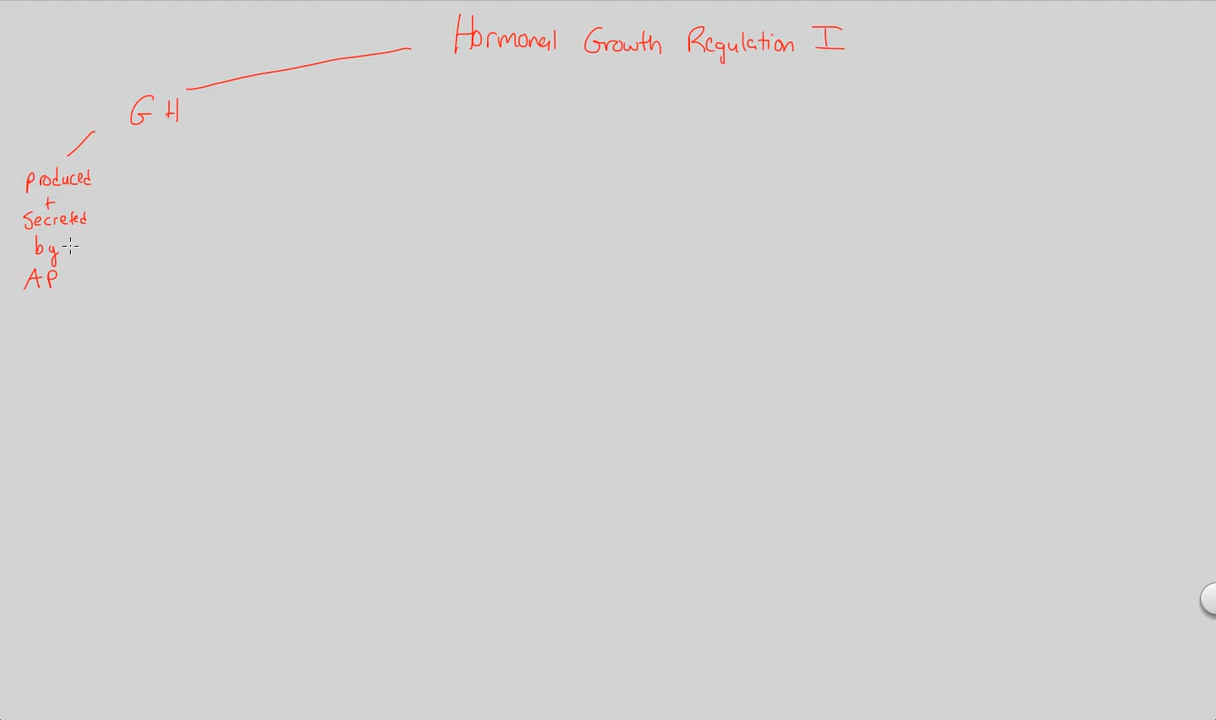 Hormonal Growth Regulation I
GH
produced
+
Secreted
by
AP